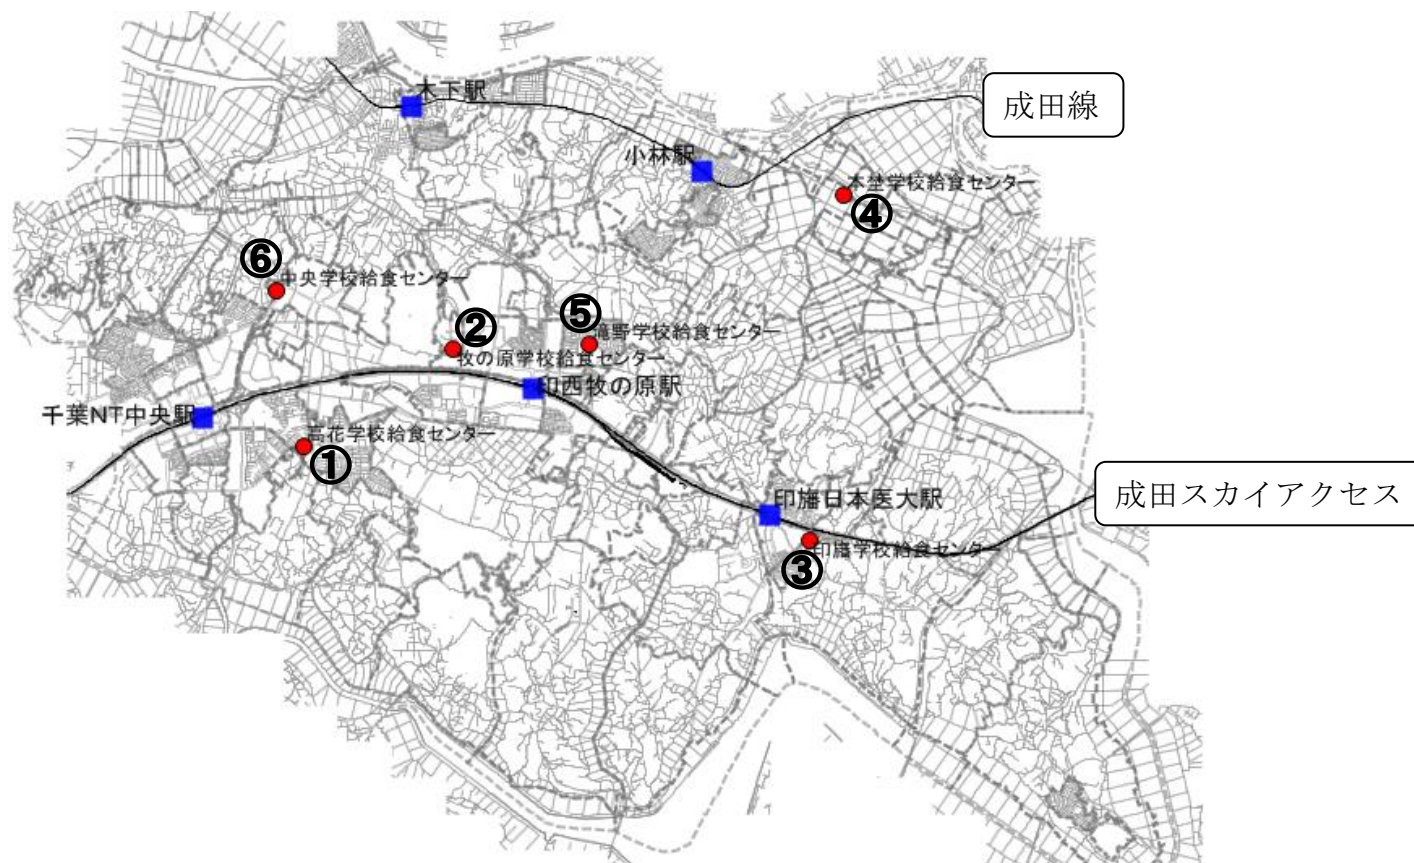 木下駅
成田線
小林駅
本埜学校給食センター
④
⑥
中央学校給食センター
②
⑤
滝野学校給食センター
牧の原学校給食センター
印西牧の原駅
千葉NT中央駅
高花学校給食センター
①
成田スカイアクセス
印旛日本医大駅
印旛学校給食センター
③